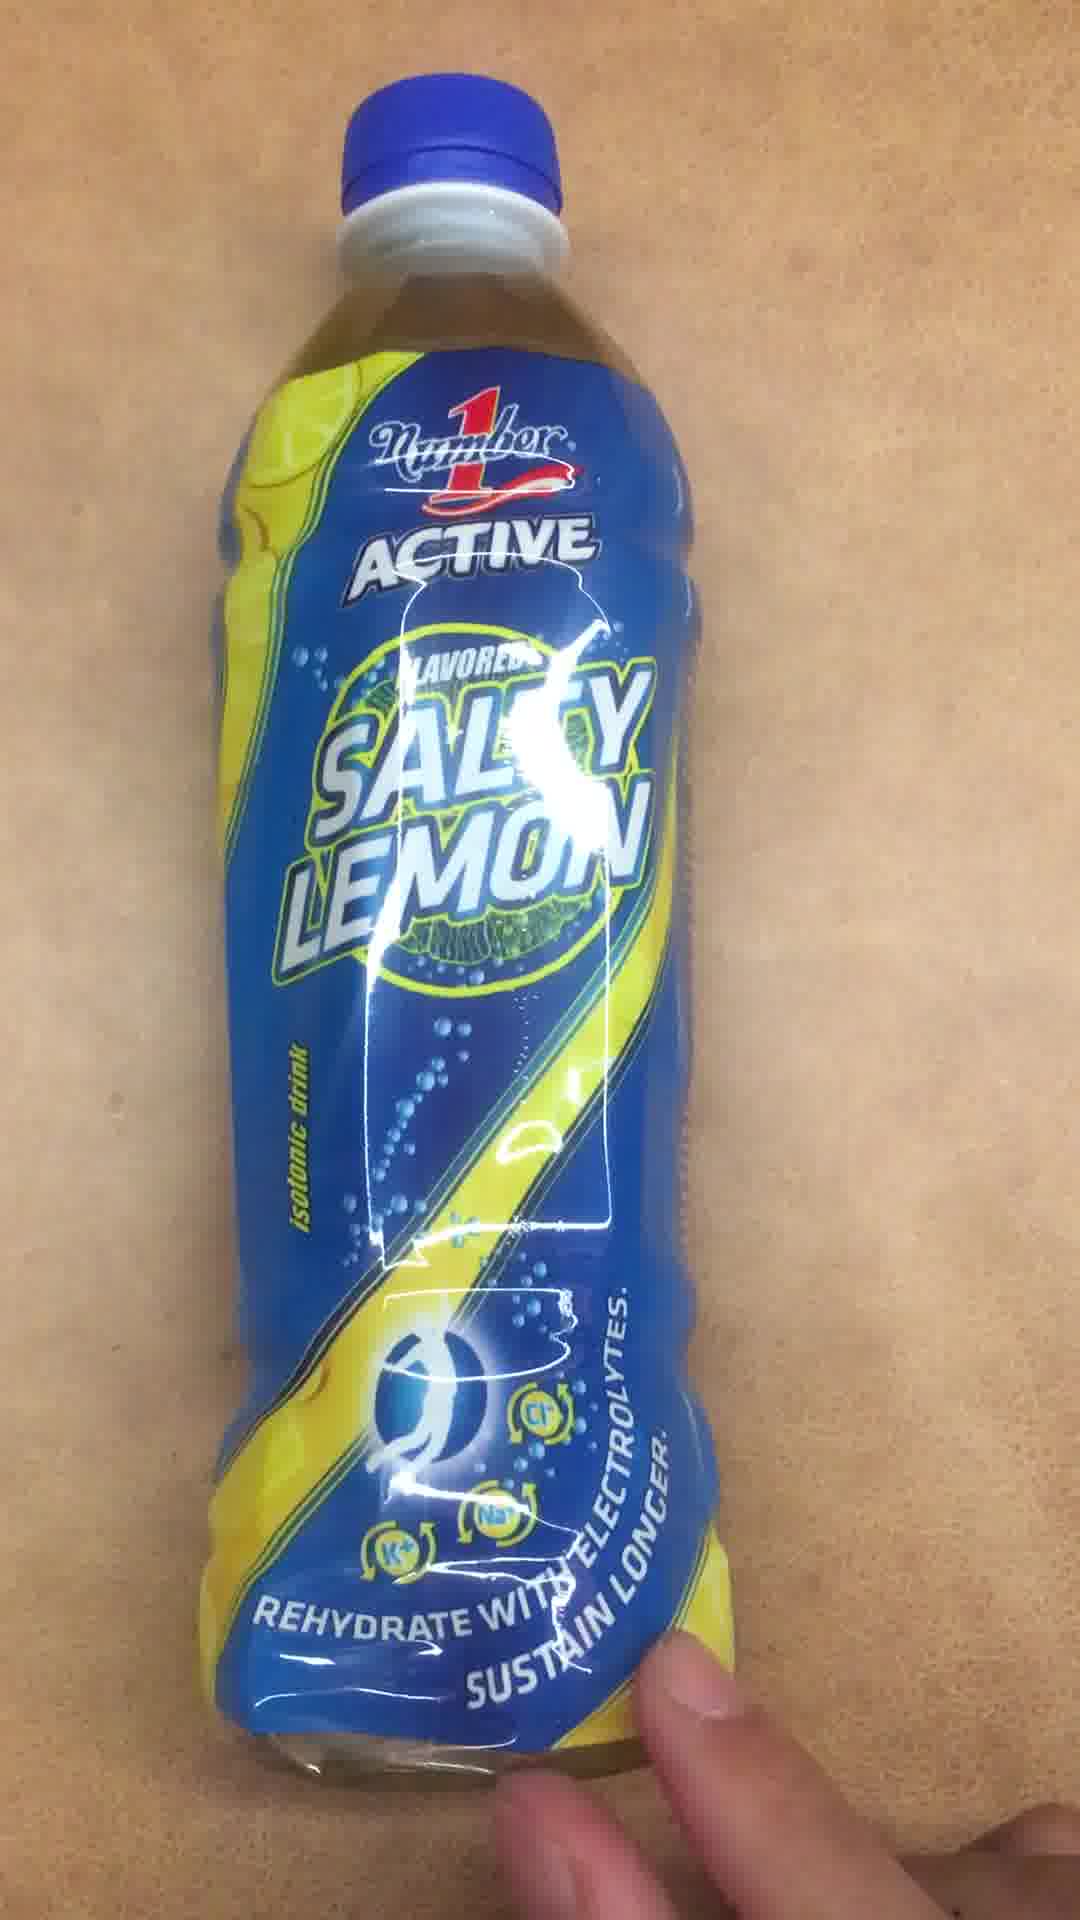 Number 1
ACTIVE
FLAVORED
SALTY
LEMON
isotonic drink
Cl-
Na+
K+
REHYDRATE WITH ELECTROLYTES.
SUSTAIN LONGER.